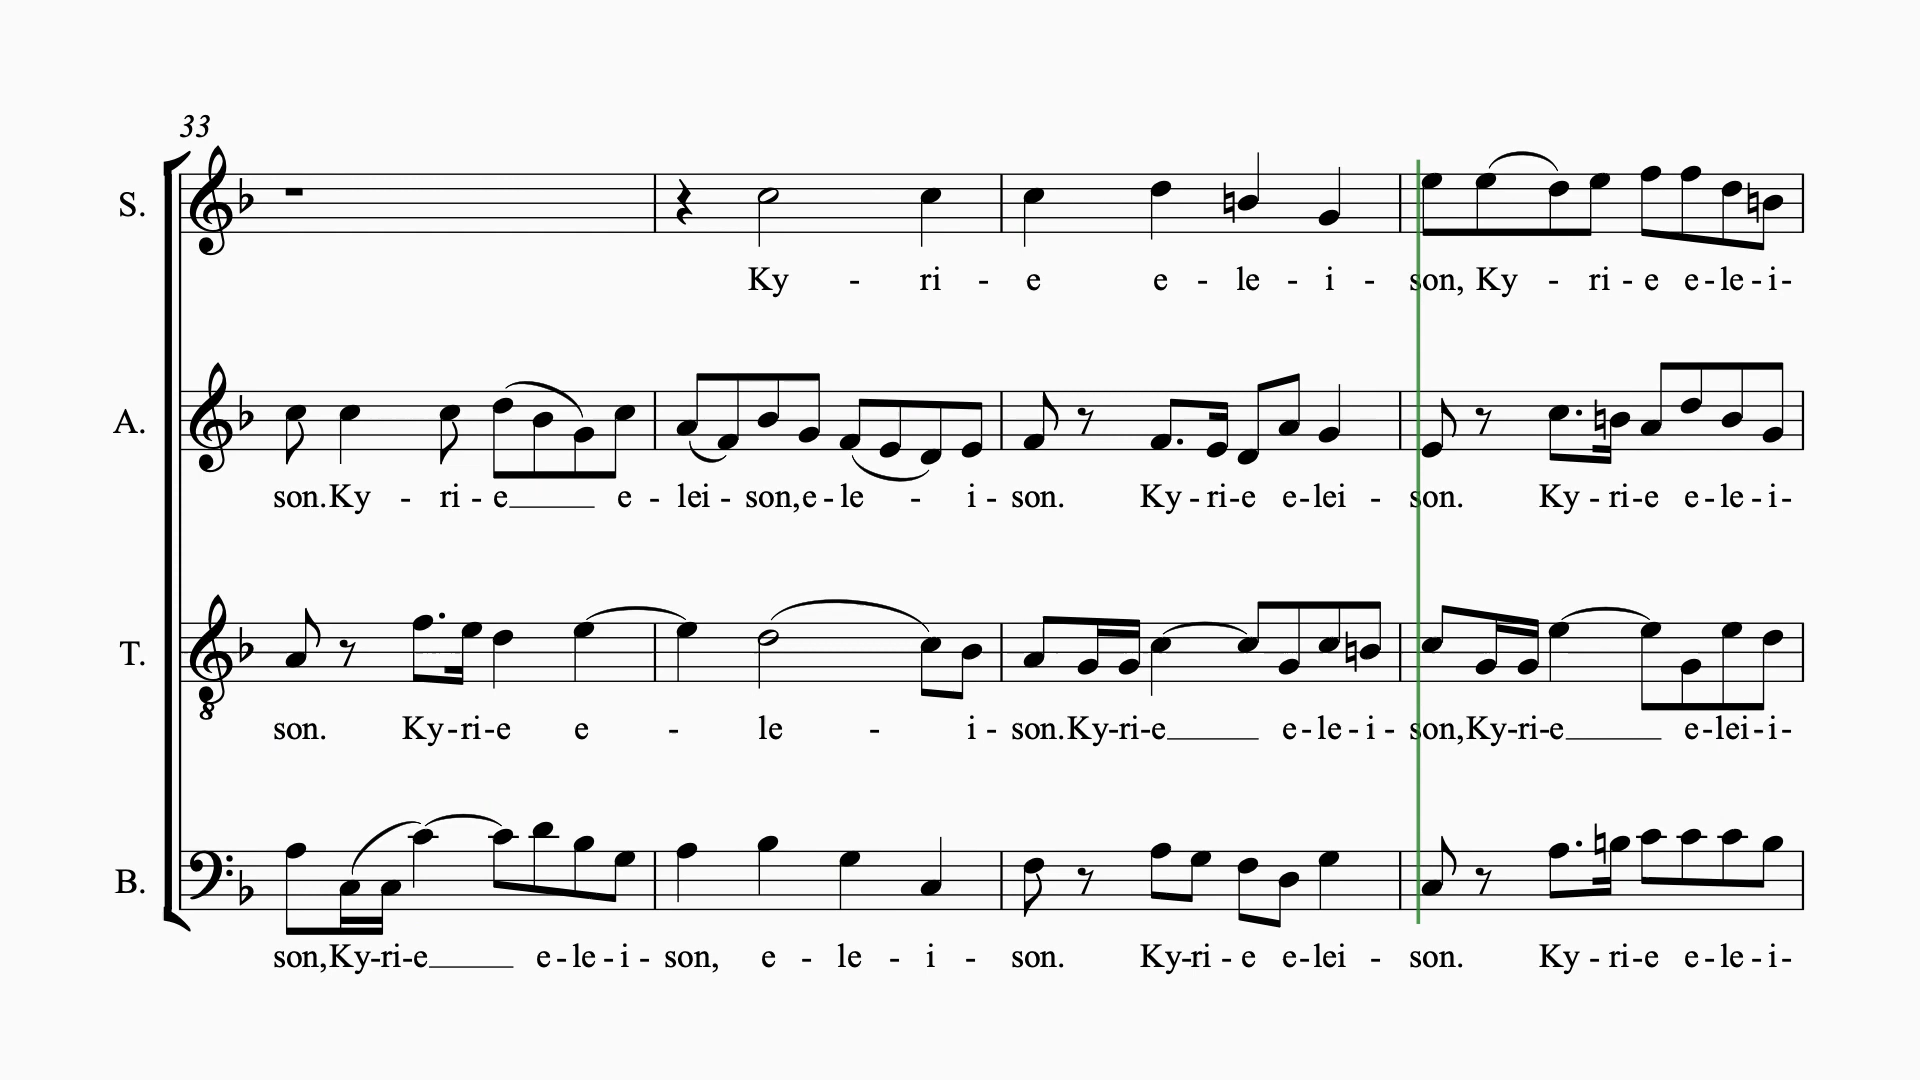 33
S.
Ky - ri - e e - le - i - son, Ky - ri - e e - le - i -
A.
son. Ky - ri - e e - lei - son, e - le - i - son. Ky - ri - e e - lei - son. Ky - ri - e e - le - i -
T.
8
son. Ky - ri - e e - le - i - son. Ky - ri - e e - le - i - son, Ky - ri - e e - lei - i -
B.
son, Ky - ri - e e - le - i - son, e - le - i - son. Ky - ri - e e - lei - son. Ky - ri - e e - le - i -